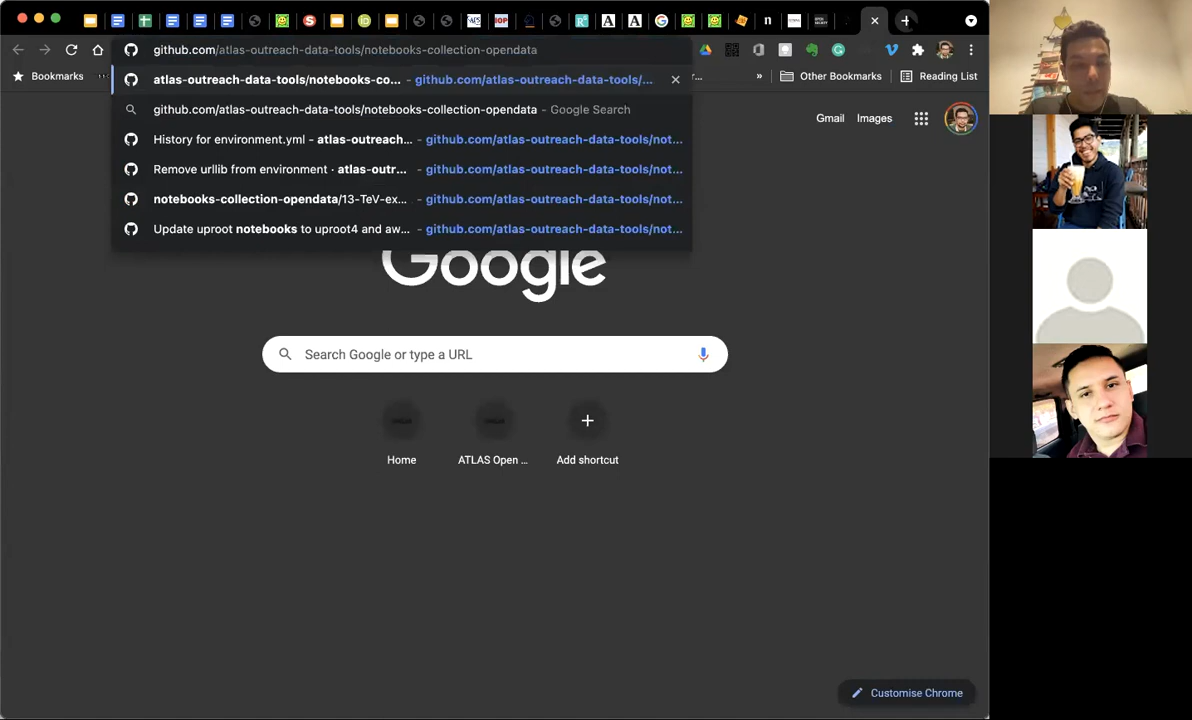 github.com/atlas-outreach-data-tools/notebooks-collection-opendata
Bookmarks
Other Bookmarks
Reading List
atlas-outreach-data-tools/notebooks-co... - github.com/atlas-outreach-data-tools/...
github.com/atlas-outreach-data-tools/notebooks-collection-opendata - Google Search
History for environment.yml - atlas-outreach... - github.com/atlas-outreach-data-tools/not...
Remove urllib from environment · atlas-outr... - github.com/atlas-outreach-data-tools/not...
notebooks-collection-opendata/13-TeV-ex... - github.com/atlas-outreach-data-tools/not...
Update uproot notebooks to uproot4 and aw... - github.com/atlas-outreach-data-tools/not...
Gmail
Images
Google
Search Google or type a URL
Home
ATLAS Open ...
Add shortcut
Customise Chrome